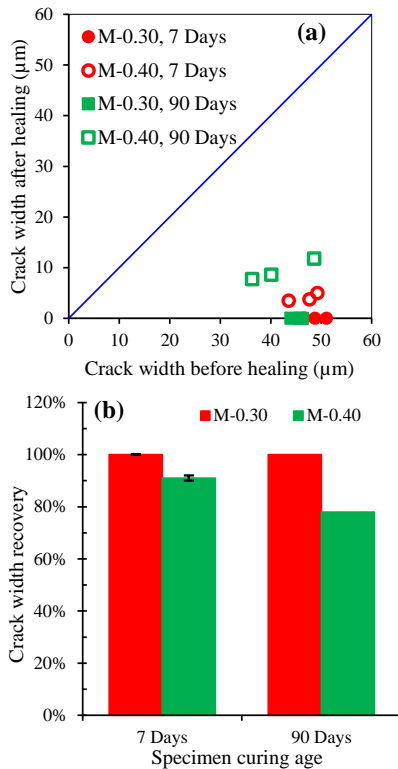 (a)
M-0.30, 7 Days
M-0.40, 7 Days
M-0.30, 90 Days
M-0.40, 90 Days
60
50
40
30
20
10
0
Crack width after healing (µm)
0 10 20 30 40 50 60
Crack width before healing (µm)
(b)
M-0.30 M-0.40
120%
100%
80%
60%
40%
20%
0%
Crack width recovery
7 Days 90 Days
Specimen curing age